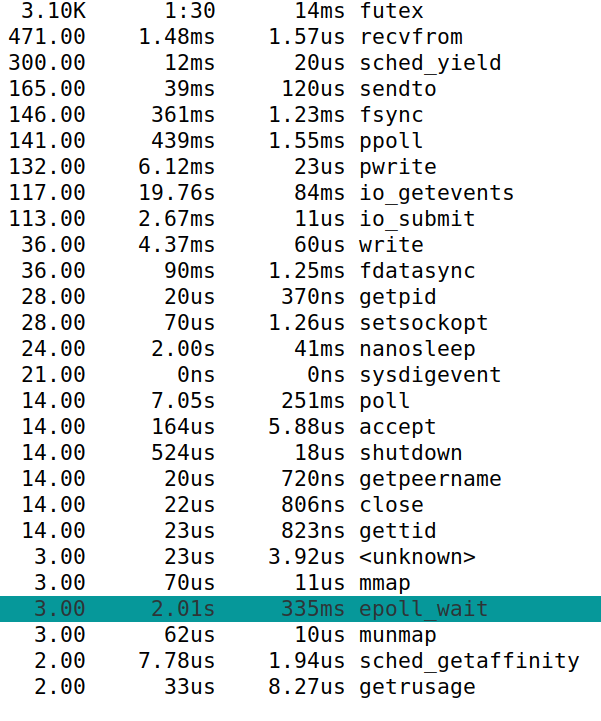 3.10K 1:30 14ms futex
471.00 1.48ms 1.57us recvfrom
300.00 12ms 20us sched_yield
165.00 39ms 120us sendto
146.00 361ms 1.23ms fsync
141.00 439ms 1.55ms ppoll
132.00 6.12ms 23us pwrite
117.00 19.76s 84ms io_getevents
113.00 2.67ms 11us io_submit
36.00 4.37ms 60us write
36.00 90ms 1.25ms fdatasync
28.00 20us 370ns getpid
28.00 70us 1.26us setsockopt
24.00 2.00s 41ms nanosleep
21.00 0ns 0ns sysdigevent
14.00 7.05s 251ms poll
14.00 164us 5.88us accept
14.00 524us 18us shutdown
14.00 20us 720ns getpeername
14.00 22us 806ns close
14.00 23us 823ns gettid
3.00 23us 3.92us <unknown>
3.00 70us 11us mmap
3.00 2.01s 335ms epoll_wait
3.00 62us 10us munmap
2.00 7.78us 1.94us sched_getaffinity
2.00 33us 8.27us getrusage